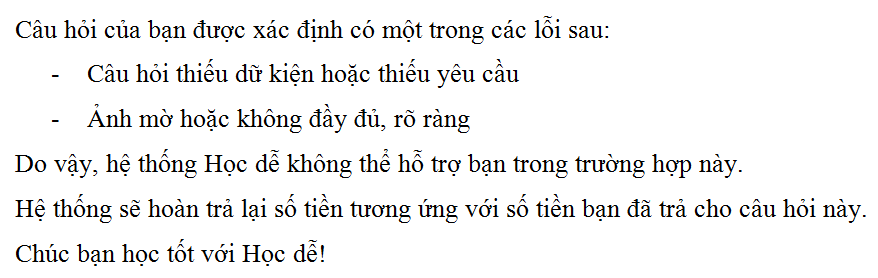 Câu hỏi của bạn được xác định có một trong các lỗi sau:
- Câu hỏi thiếu dữ kiện hoặc thiếu yêu cầu
- Ảnh mờ hoặc không đầy đủ, rõ ràng
Do vậy, hệ thống Học dễ không thể hỗ trợ bạn trong trường hợp này.
Hệ thống sẽ hoàn trả lại số tiền tương ứng với số tiền bạn đã trả cho câu hỏi này.
Chúc bạn học tốt với Học dễ!